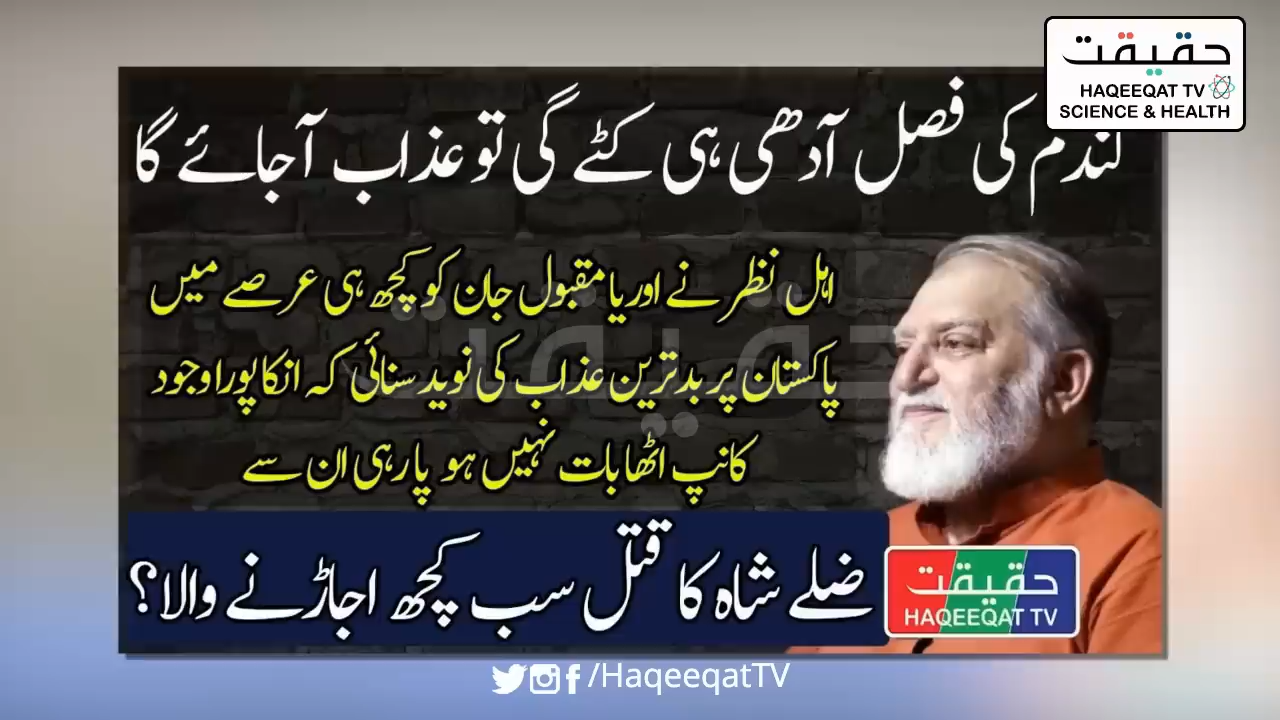 حقیقت
HAQEEQAT TV
SCIENCE & HEALTH
گندم کی فصل آدھی ہی کٹے گی تو عذاب آجائے گا
اہل نظر نے اوریا مقبول جان کو کچھ ہی عرصے میں
پاکستان پر بدترین عذاب کی نوید سنائی کہ انکا پورا وجود
کانپ اٹھا بات نہیں ہو پا رہی ان سے
حقیقت
ضلے شاہ کا قتل سب کچھ اجاڑنے والا؟
حقیقت
HAQEEQAT TV
/HaqeeqatTV